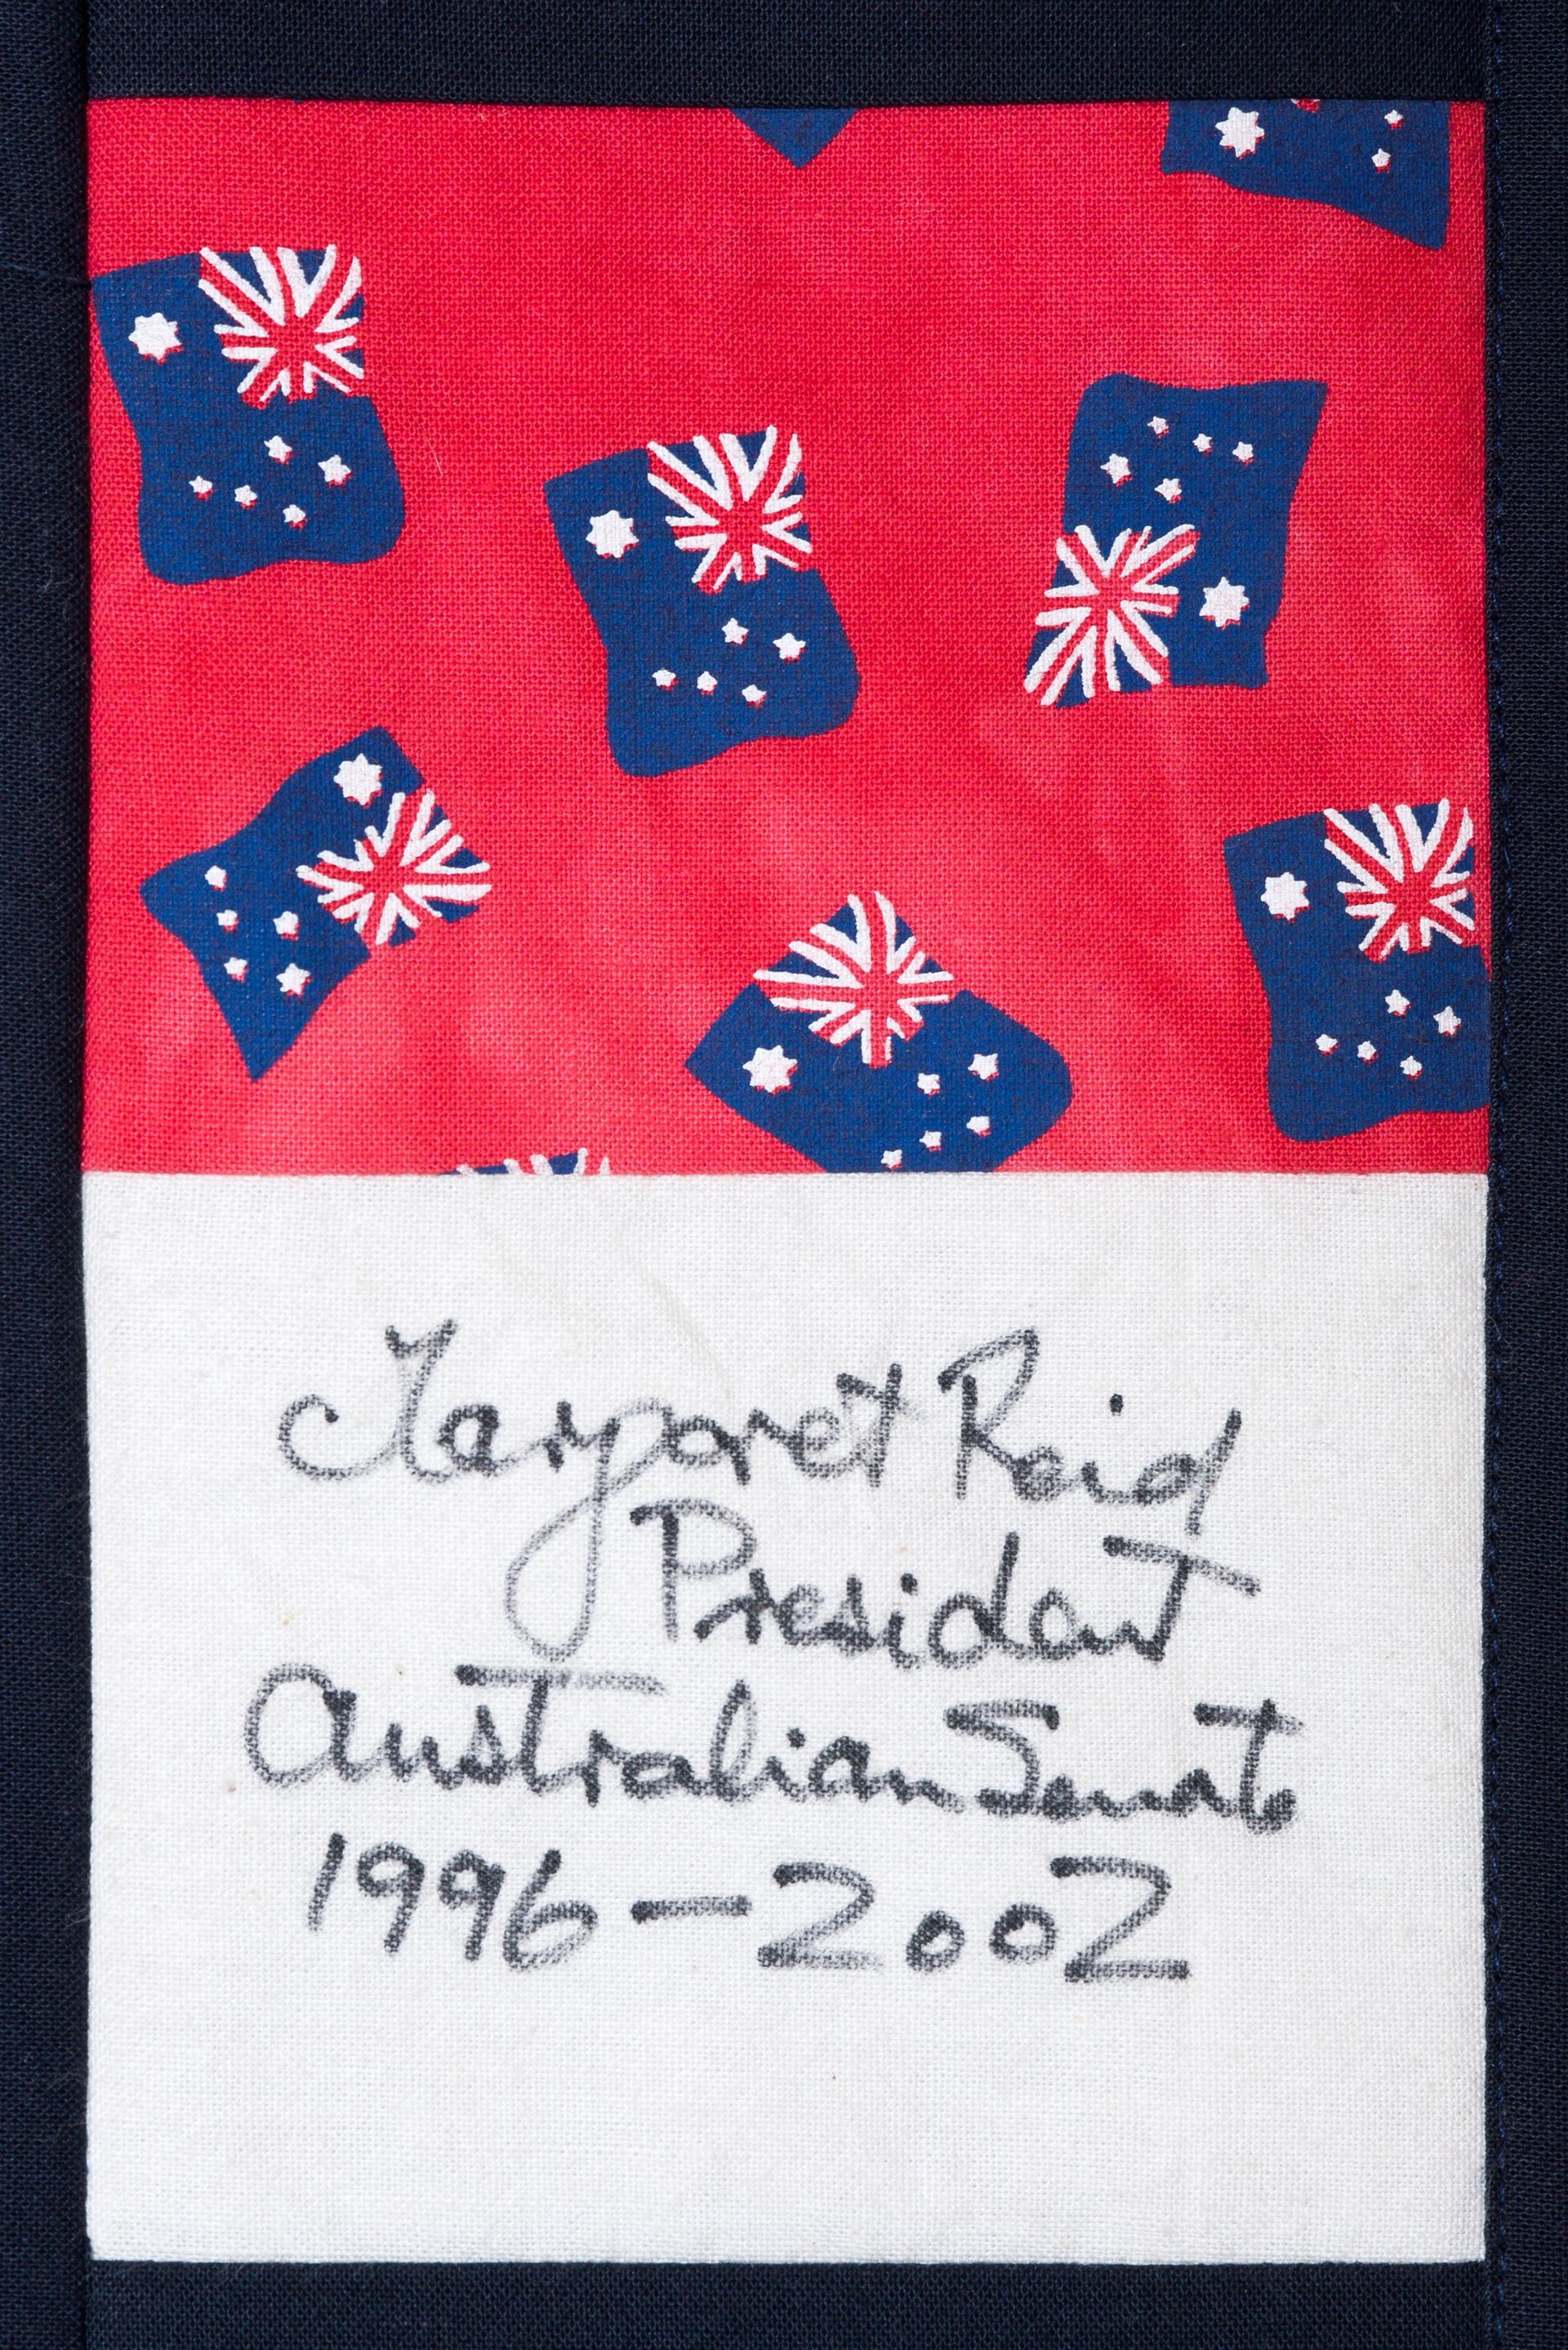 Margaret Reid
President
Australian Senate
1996-2002